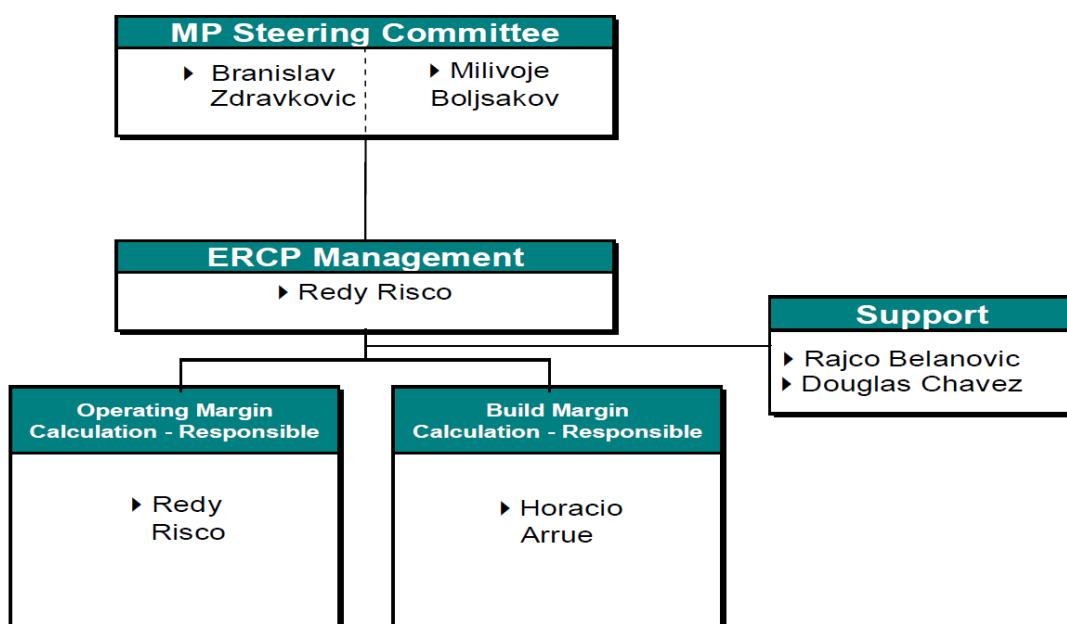 MP Steering Committee
Branislav
Zdravkovic
Milivoje
Boljsakov
ERCP Management
Redy Risco
Support
Rajco Belanovic
Douglas Chavez
Operating Margin
Calculation - Responsible
Redy
Risco
Build Margin
Calculation - Responsible
Horacio
Arrue